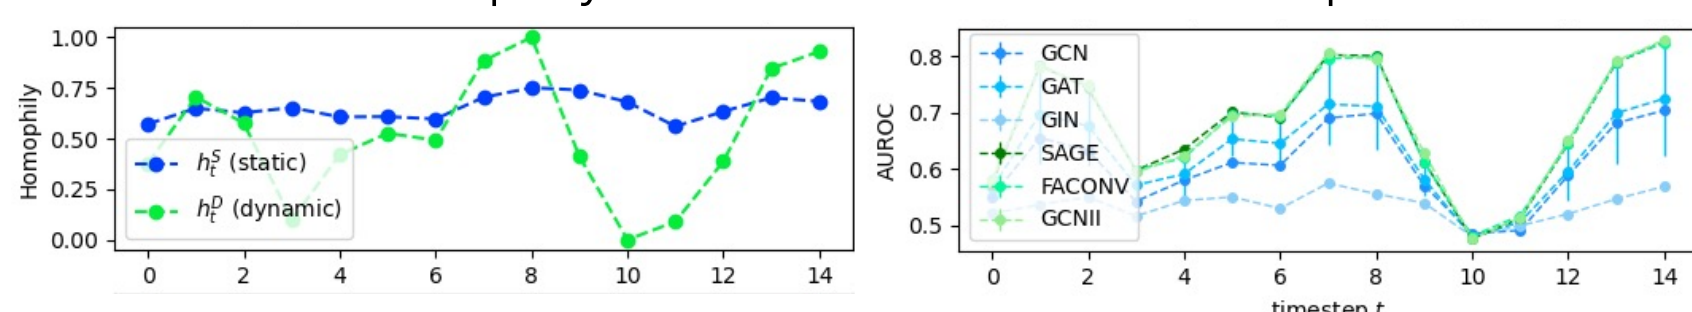 1.00
0.75
0.50
0.25
0.00
Homophily
h_t^S (static)
h_t^D (dynamic)
0 2 4 6 8 10 12 14
0.8
0.7
0.6
0.5
AUROC
GCN
GAT
GIN
SAGE
FACONV
GCNII
0 2 4 6 8 10 12 14
timestep t